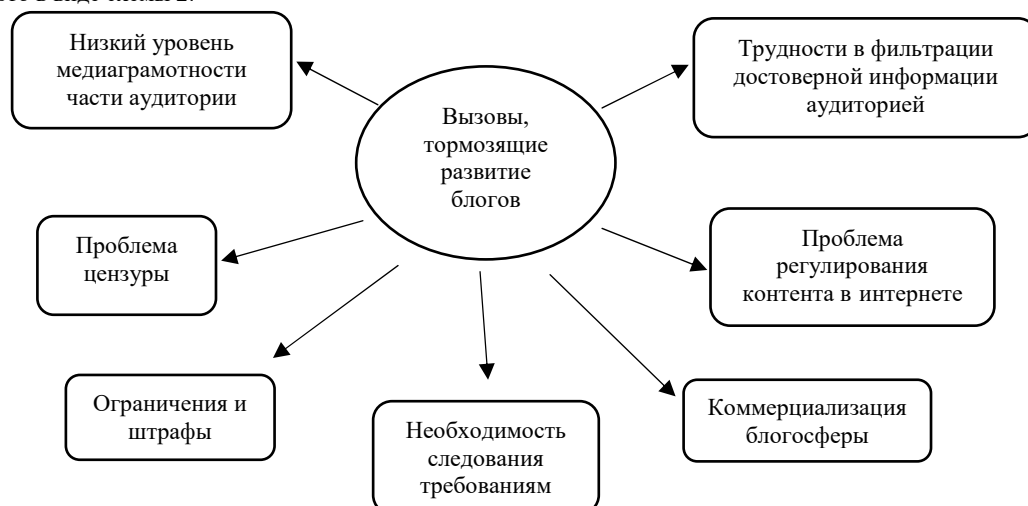 Низкий уровень
медиаграмотности
части аудитории
Вызовы,
тормозящие
развитие
блогов
Трудности в фильтрации
достоверной информации
аудиторией
Проблема
цензуры
Проблема
регулирования
контента в интернете
Ограничения и
штрафы
Необходимость
следования
требованиям
Коммерциализация
блогосферы